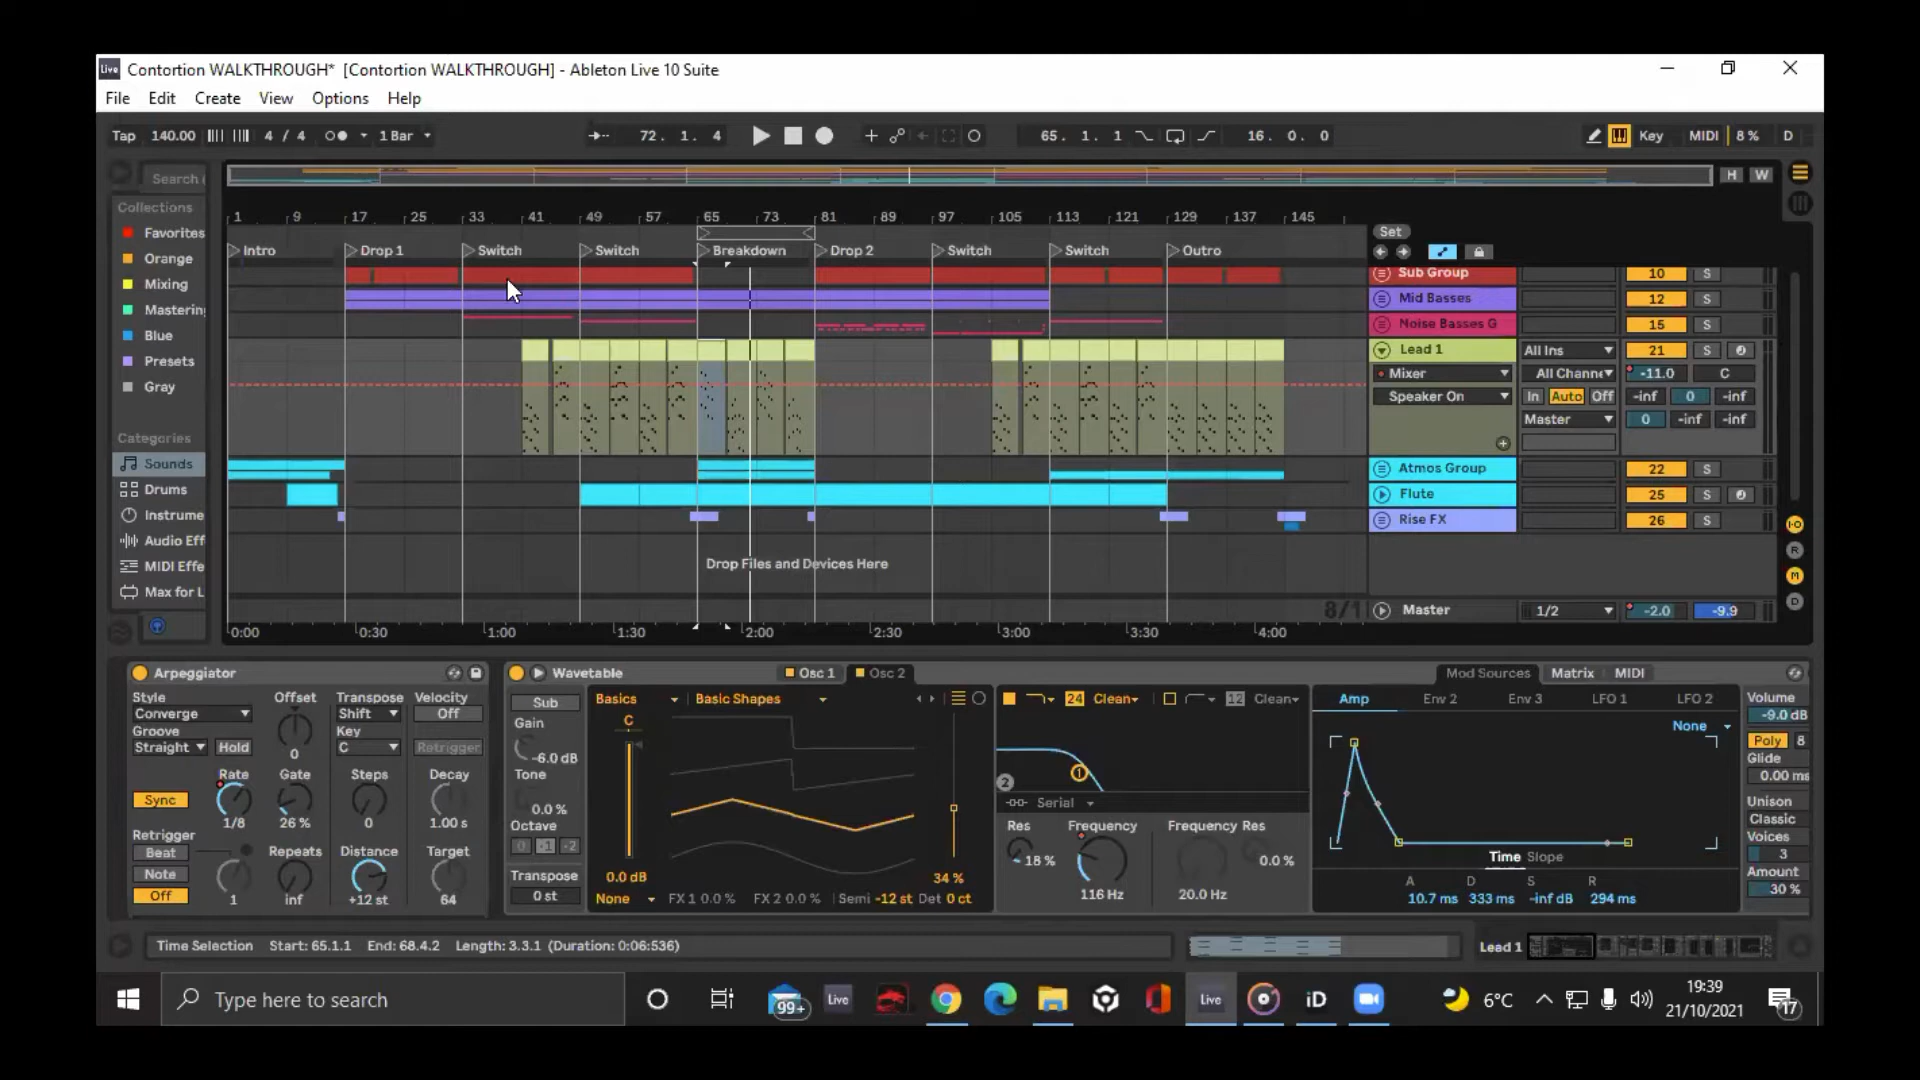 Live Contortion WALKTHROUGH* [Contortion WALKTHROUGH] - Ableton Live 10 Suite
File Edit Create View Options Help
Tap 140.00 4 / 4 1 Bar 72. 1. 4 65. 1. 1 16. 0. 0 Key MIDI 8 % D
Search
H W
Collections
Favorites
Orange
Mixing
Mastering
Blue
Presets
Gray
Categories
Sounds
Drums
Instrume
Audio Eff
MIDI Effe
Max for L
1 9 17 25 33 41 49 57 65 73 81 89 97 105 113 121 129 137 145
Intro Drop 1 Switch Switch Breakdown Drop 2 Switch Switch Outro
Set
Sub Group 10 S
Mid Basses 12 S
Noise Basses G 15 S
Lead 1 All Ins 21 S
Mixer All Channe -11.0 C
Speaker On In Auto Off -inf 0 -inf
Master 0 -inf -inf
Atmos Group 22 S
Flute 25 S
Rise FX 26 S
Drop Files and Devices Here
8/1
Master 1/2 -2.0 -9.9
I·O
R
M
D
0:00 0:30 1:00 1:30 2:00 2:30 3:00 3:30 4:00
Arpeggiator
Style
Converge
Groove
Straight Hold
Offset
0
Transpose
Shift
Key
C
Velocity
Off
Retrigger
Rate Gate Steps Decay
Sync
1/8 26 % 0 1.00 s
Retrigger
Beat
Note
Off
Repeats Distance Target
1 inf +12 st 64
Wavetable Osc 1 Osc 2
Sub
Gain
-6.0 dB
Tone
0.0 %
Octave
0 -1 -2
Transpose
0 st
Basics Basic Shapes
C
0.0 dB 34 %
None FX 1 0.0 % FX 2 0.0 % Semi -12 st Det 0 ct
24 Clean 12 Clean
1
2
Serial
Res Frequency Frequency Res
18 % 0.0 %
116 Hz 20.0 Hz
Mod Sources Matrix MIDI
Amp Env 2 Env 3 LFO 1 LFO 2
None
Time Slope
A D S R
10.7 ms 333 ms -inf dB 294 ms
Volume
-9.0 dB
Poly 8
Glide
0.00 ms
Unison
Classic
Voices
3
Amount
30 %
Time Selection Start: 65.1.1 End: 68.4.2 Length: 3.3.1 (Duration: 0:06:536)
Lead 1
Type here to search
99+
Live
Live
iD
6°C
19:39
21/10/2021
17